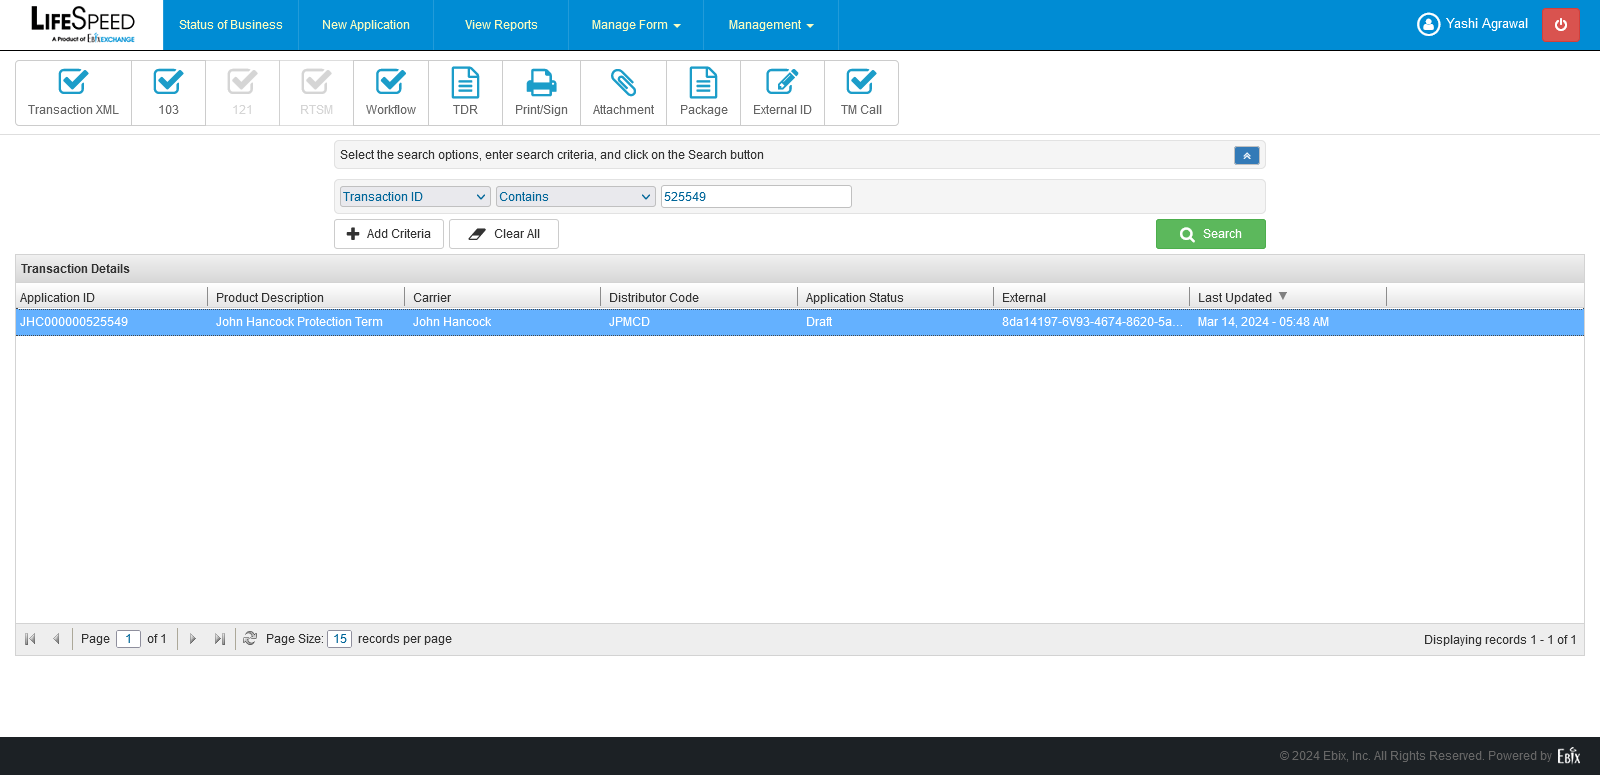 LIFESPEED
A Product of EbixEXCHANGE
Status of Business
New Application
View Reports
Manage Form
Management
Yashi Agrawal
Transaction XML
103
121
RTSM
Workflow
TDR
Print/Sign
Attachment
Package
External ID
TM Call
Select the search options, enter search criteria, and click on the Search button
Transaction ID
Contains
525549
Add Criteria
Clear All
Search
Transaction Details
Application ID Product Description Carrier Distributor Code Application Status External Last Updated
JHC000000525549 John Hancock Protection Term John Hancock JPMCD Draft 8da14197-6V93-4674-8620-5a... Mar 14, 2024 - 05:48 AM
Page 1 of 1 Page Size: 15 records per page
Displaying records 1 - 1 of 1
© 2024 Ebix, Inc. All Rights Reserved. Powered by Ebix